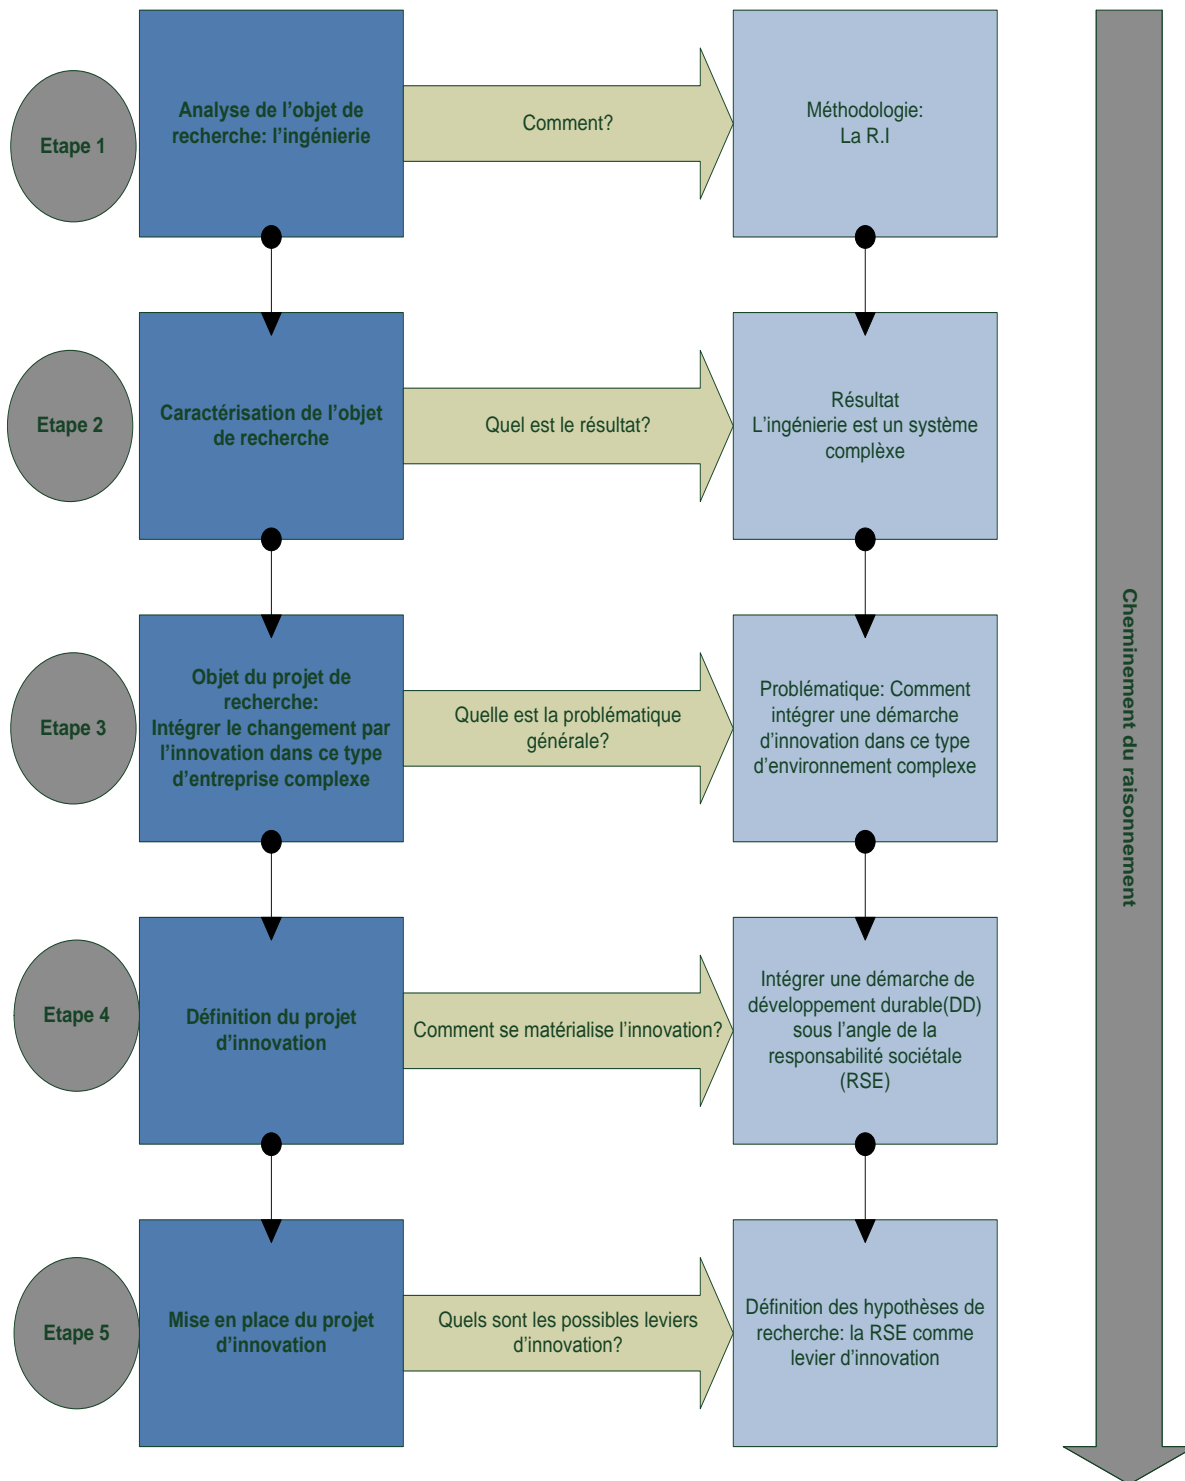 Etape 1
Analyse de l'objet de
recherche: l'ingénierie
Comment?
Méthodologie:
La R.I
Etape 2
Caractérisation de l'objet
de recherche
Quel est le résultat?
Résultat
L'ingénierie est un système
complèxe
Etape 3
Objet du projet de
recherche:
Intégrer le changement par
l'innovation dans ce type
d'entreprise complexe
Quelle est la problématique
générale?
Problématique: Comment
intégrer une démarche
d'innovation dans ce type
d'environnement complexe
Etape 4
Définition du projet
d'innovation
Comment se matérialise l'innovation?
Intégrer une démarche de
développement durable(DD)
sous l'angle de la
responsabilité sociétale
(RSE)
Etape 5
Mise en place du projet
d'innovation
Quels sont les possibles leviers
d'innovation?
Définition des hypothèses de
recherche: la RSE comme
levier d'innovation
Cheminement du raisonnement